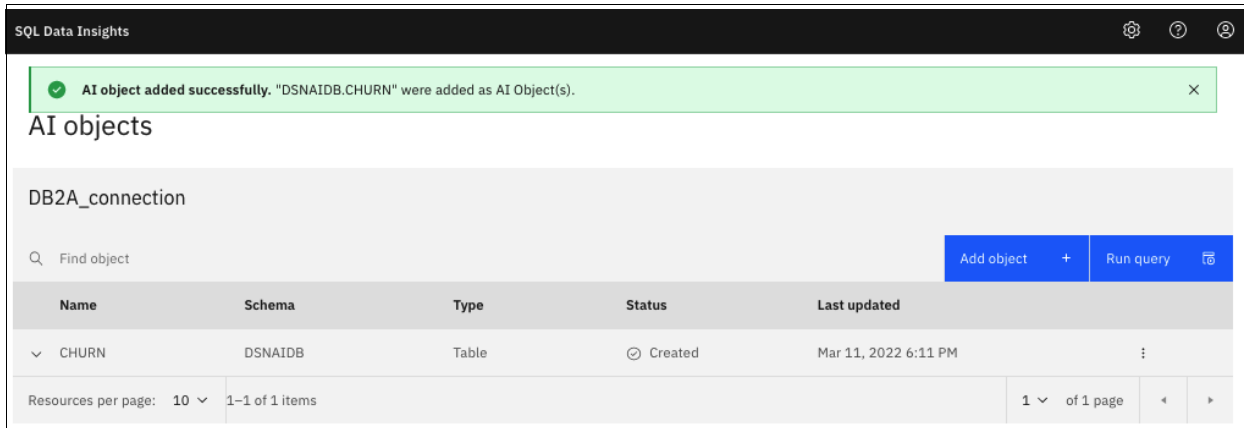 SQL Data Insights
AI object added successfully. "DSNAIDB.CHURN" were added as AI Object(s).
AI objects
DB2A_connection
Find object Add object + Run query
Name Schema Type Status Last updated
CHURN DSNAIDB Table Created Mar 11, 2022 6:11 PM
Resources per page: 10 1–1 of 1 items 1 of 1 page